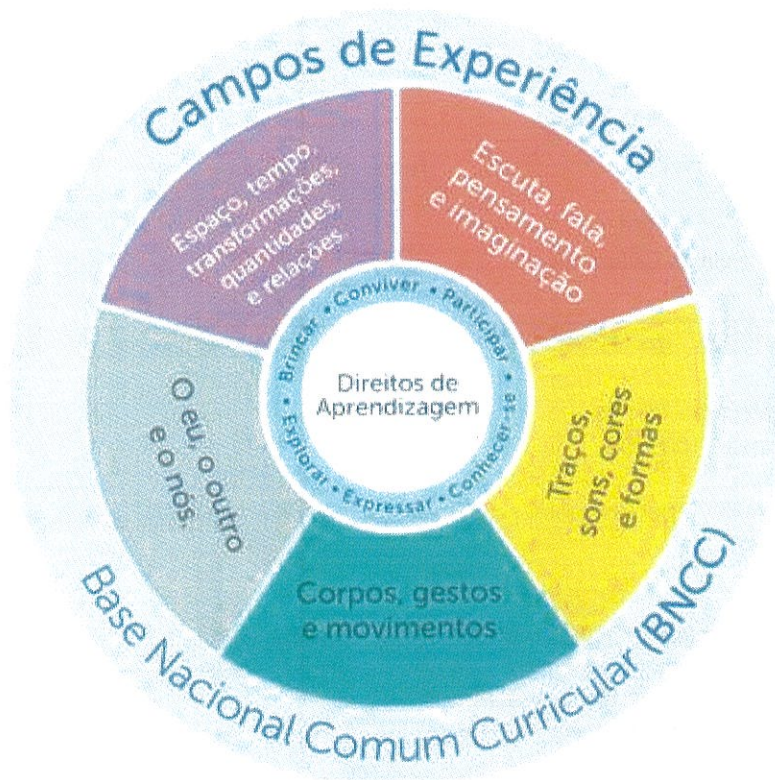 Campos de Experiência
Espaço, tempo,
transformações,
quantidades,
e relações.
Escuta, fala,
pensamento
e imaginação
Brincar • Conviver • Participar • Conhecer-se • Expressar • Explorar •
Direitos de
Aprendizagem
O eu, o outro
e o nós.
Traços,
sons, cores
e formas
Corpos, gestos
e movimentos
Base Nacional Comum Curricular (BNCC)